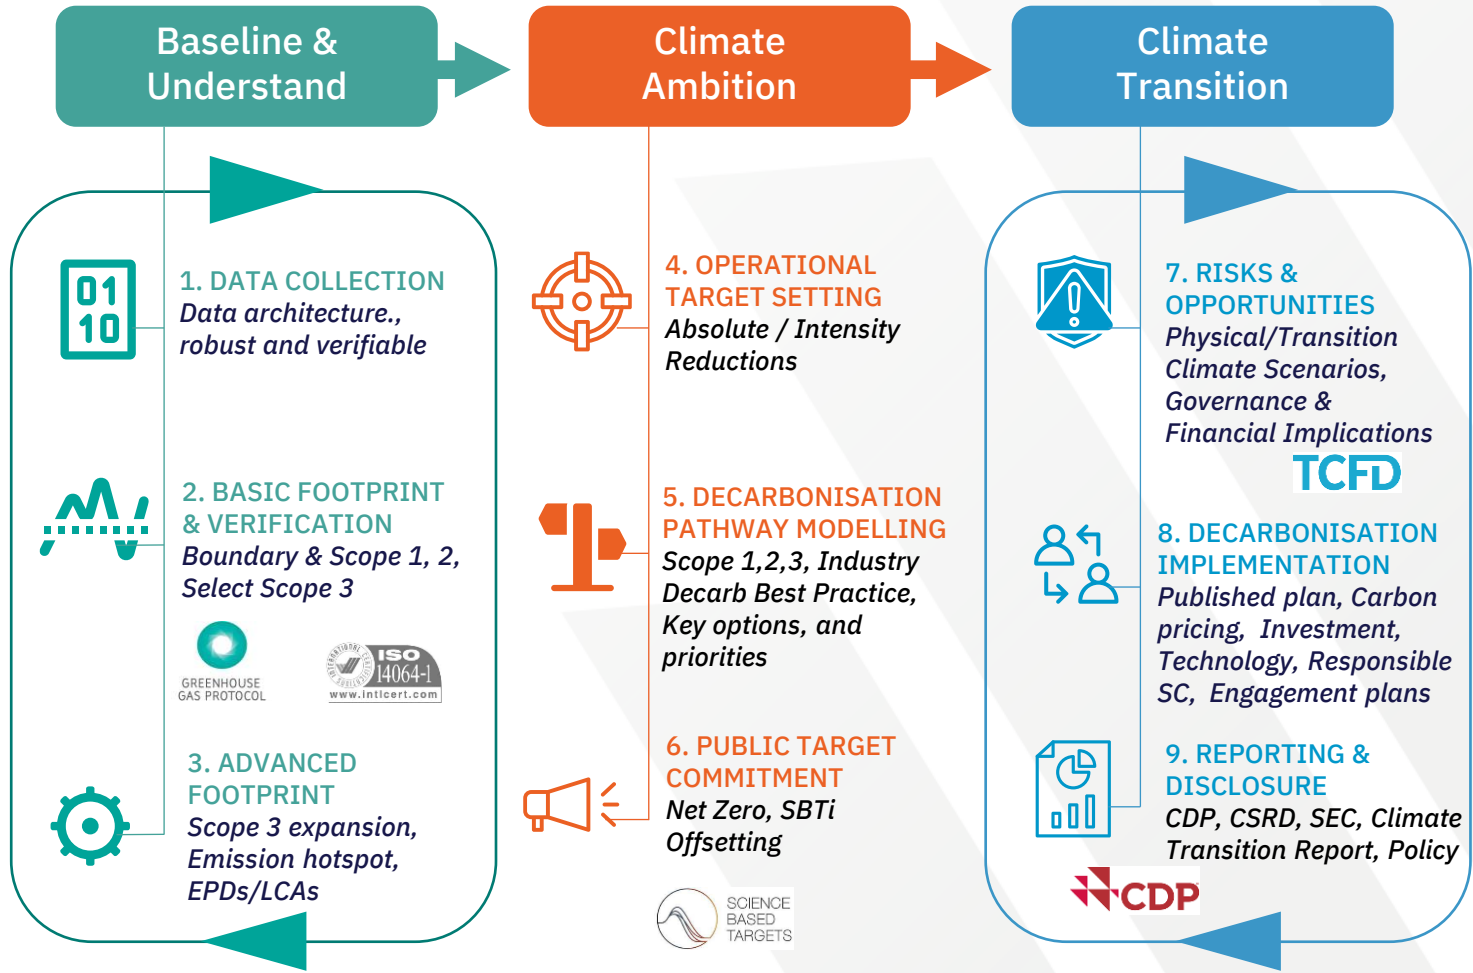 Baseline &
Understand
Climate
Ambition
Climate
Transition
01
10
1. DATA COLLECTION
Data architecture.,
robust and verifiable
2. BASIC FOOTPRINT
& VERIFICATION
Boundary & Scope 1, 2,
Select Scope 3
GREENHOUSE
GAS PROTOCOL
INTERNATIONAL CERTIFICATIONS
ISO
14064-1
www.intlcert.com
3. ADVANCED
FOOTPRINT
Scope 3 expansion,
Emission hotspot,
EPDs/LCAs
4. OPERATIONAL
TARGET SETTING
Absolute / Intensity
Reductions
5. DECARBONISATION
PATHWAY MODELLING
Scope 1,2,3, Industry
Decarb Best Practice,
Key options, and
priorities
6. PUBLIC TARGET
COMMITMENT
Net Zero, SBTi
Offsetting
SCIENCE
BASED
TARGETS
7. RISKS &
OPPORTUNITIES
Physical/Transition
Climate Scenarios,
Governance &
Financial Implications
TCFD
8. DECARBONISATION
IMPLEMENTATION
Published plan, Carbon
pricing, Investment,
Technology, Responsible
SC, Engagement plans
9. REPORTING &
DISCLOSURE
CDP, CSRD, SEC, Climate
Transition Report, Policy
CDP